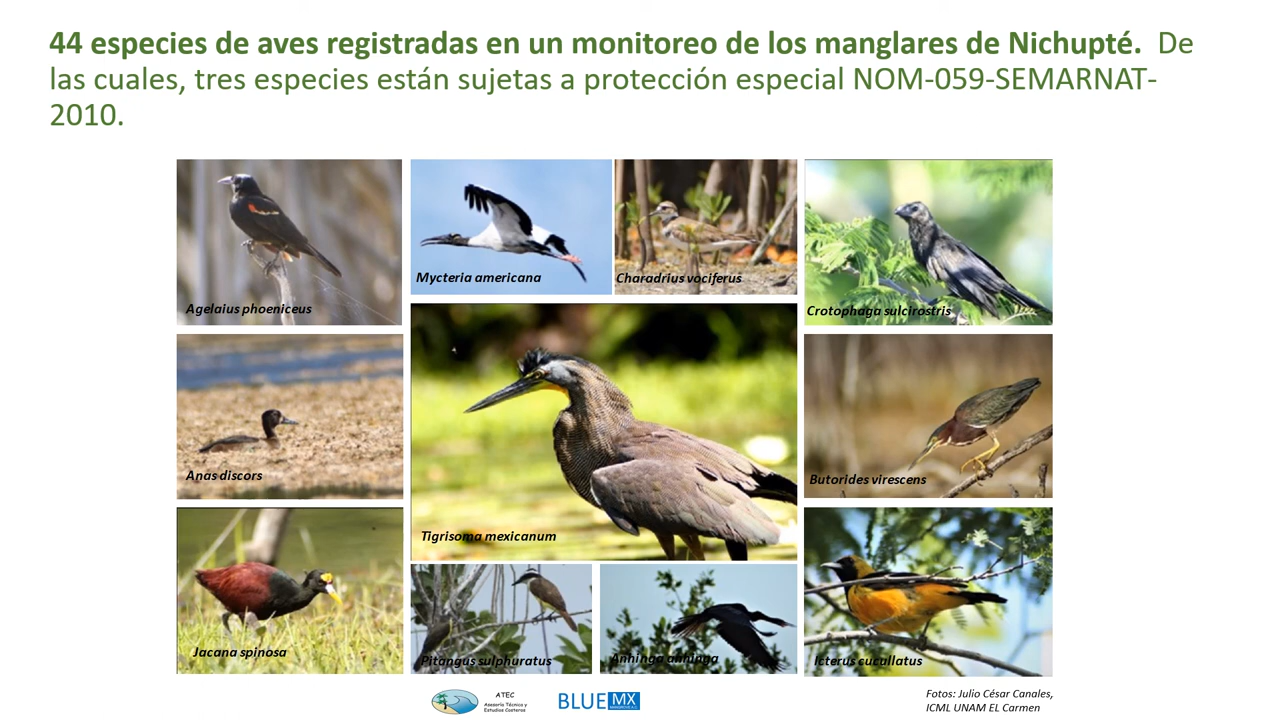 44 especies de aves registradas en un monitoreo de los manglares de Nichupté. De
las cuales, tres especies están sujetas a protección especial NOM-059-SEMARNAT-
2010.
Agelaius phoeniceus
Mycteria americana
Charadrius vociferus
Crotophaga sulcirostris
Anas discors
Tigrisoma mexicanum
Butorides virescens
Jacana spinosa
Pitangus sulphuratus
Anhinga anhinga
Icterus cucullatus
ATEC
Asesoría Técnica y
Estudios Costeros
BLUE MX
Fotos: Julio César Canales,
ICML UNAM EL Carmen